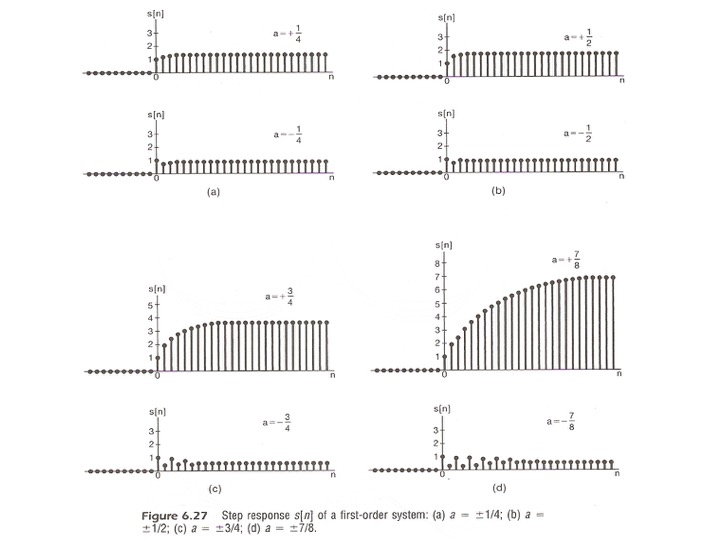 s[n]
a=+1/4
3
2
1
0
n
s[n]
a=+1/2
3
2
1
0
n
s[n]
a=-1/4
3
2
1
0
n
(a)
s[n]
a=-1/2
3
2
1
0
n
(b)
s[n]
a=+3/4
5
4
3
2
1
0
n
s[n]
a=+7/8
8
7
6
5
4
3
2
1
0
n
s[n]
a=-3/4
3
2
1
0
n
(c)
s[n]
a=-7/8
3
2
1
0
n
(d)
Figure 6.27 Step response s[n] of a first-order system: (a) a = ±1/4; (b) a =
±1/2; (c) a = ±3/4; (d) a = ±7/8.